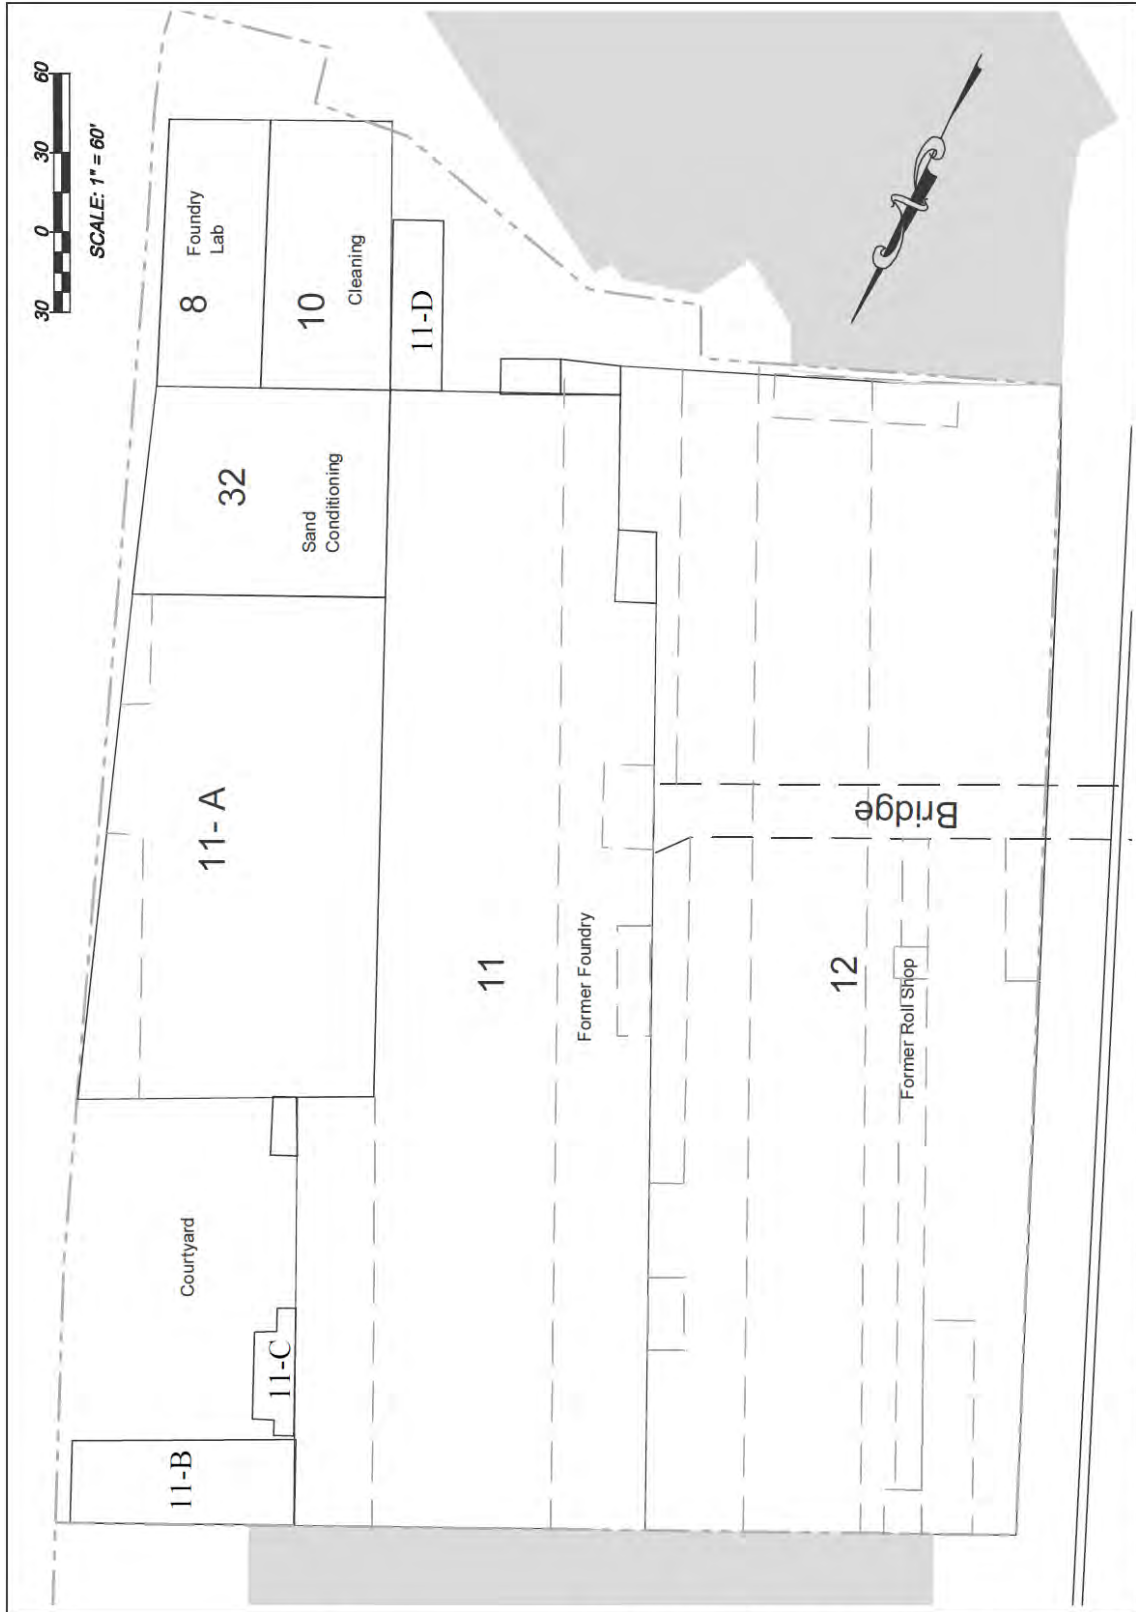 30 0 30 60
SCALE: 1" = 60'
8
Foundry
Lab
10
Cleaning
11-D
32
Sand
Conditioning
11- A
11
Former Foundry
Bridge
12
Former Roll Shop
Courtyard
11-C
11-B